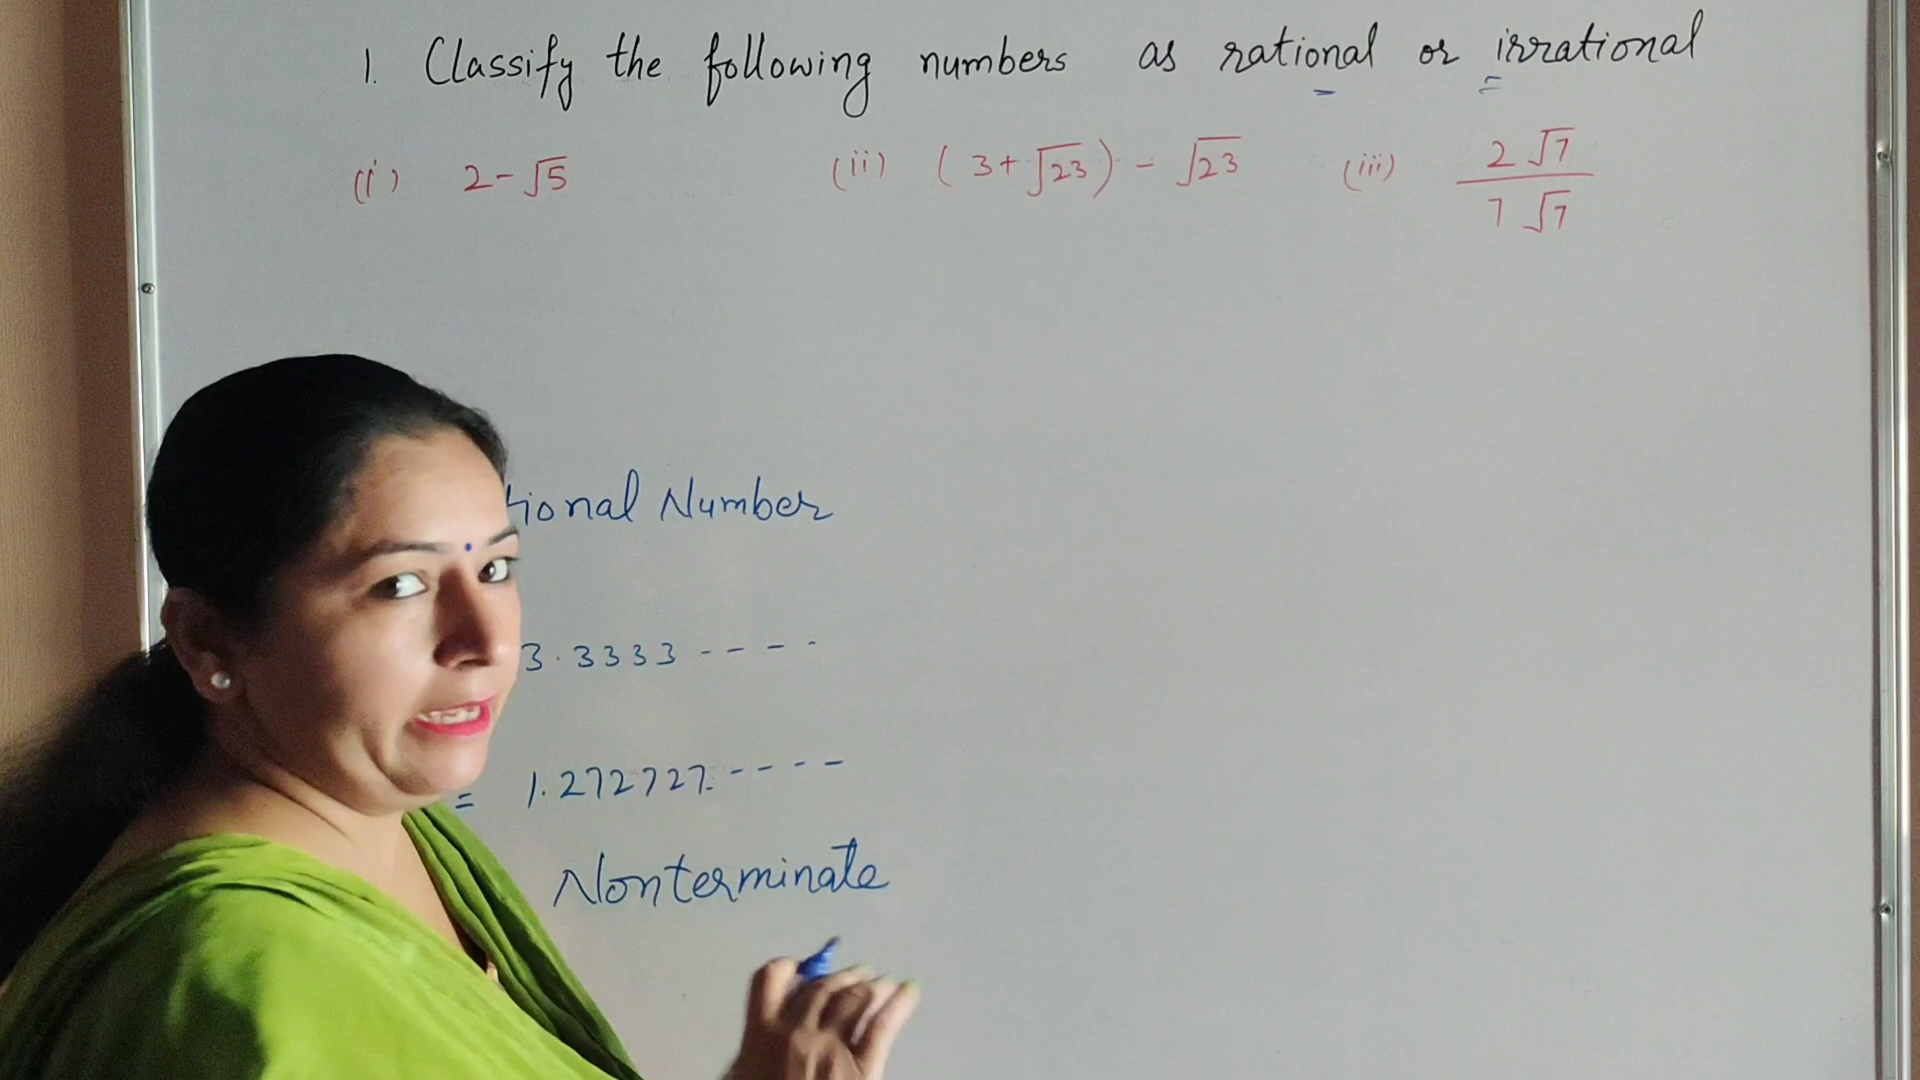 1. Classify the following numbers as rational or irrational
(i) 2-√5 (ii) (3+√23) - √23 (iii) 2√7 / 7√7
tional Number
3.3333 - - - -
= 1.272727 - - - -
Nonterminate